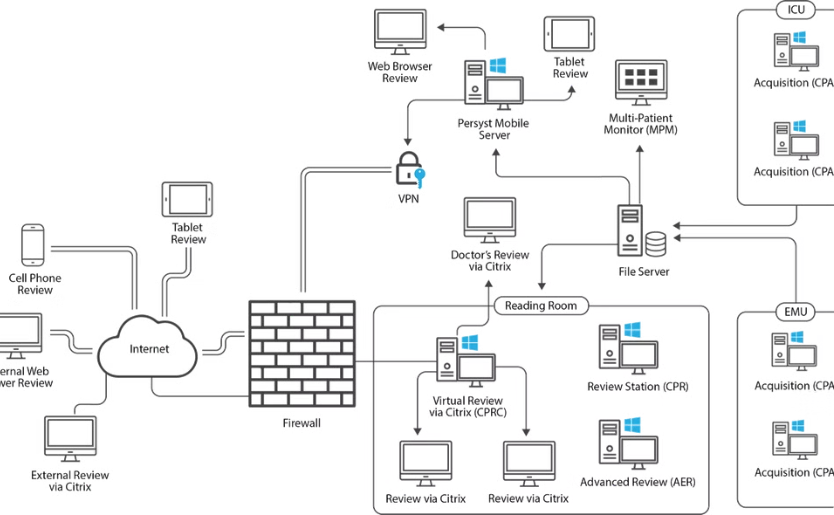 ICU
Web Browser
Review
Tablet
Review
Acquisition (CPA
Persyst Mobile
Server
Multi-Patient
Monitor (MPM)
Acquisition (CPA
VPN
Tablet
Review
Doctor's Review
via Citrix
File Server
Cell Phone
Review
Reading Room
EMU
Internet
ernal Web
wer Review
Firewall
Virtual Review
via Citrix (CPRC)
Review Station (CPR)
Acquisition (CPA
External Review
via Citrix
Review via Citrix
Review via Citrix
Advanced Review (AER)
Acquisition (CPA